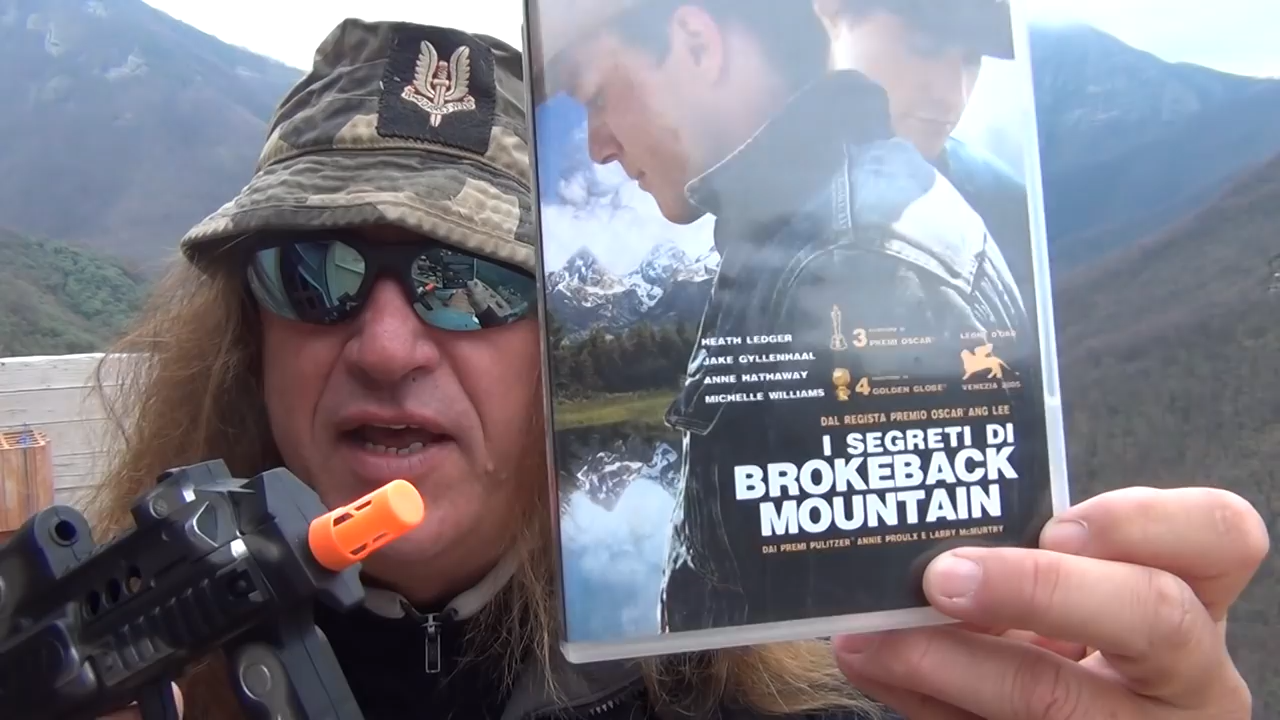 HEATH LEDGER
JAKE GYLLENHAAL
ANNE HATHAWAY
MICHELLE WILLIAMS
3
PREMI OSCAR
4
GOLDEN GLOBE
LEONE D'ORO
VENEZIA 2005
DAL REGISTA PREMIO OSCAR® ANG LEE
I SEGRETI DI
BROKEBACK
MOUNTAIN
DAI PREMI PULITZER® ANNIE PROULX E LARRY McMURTRY